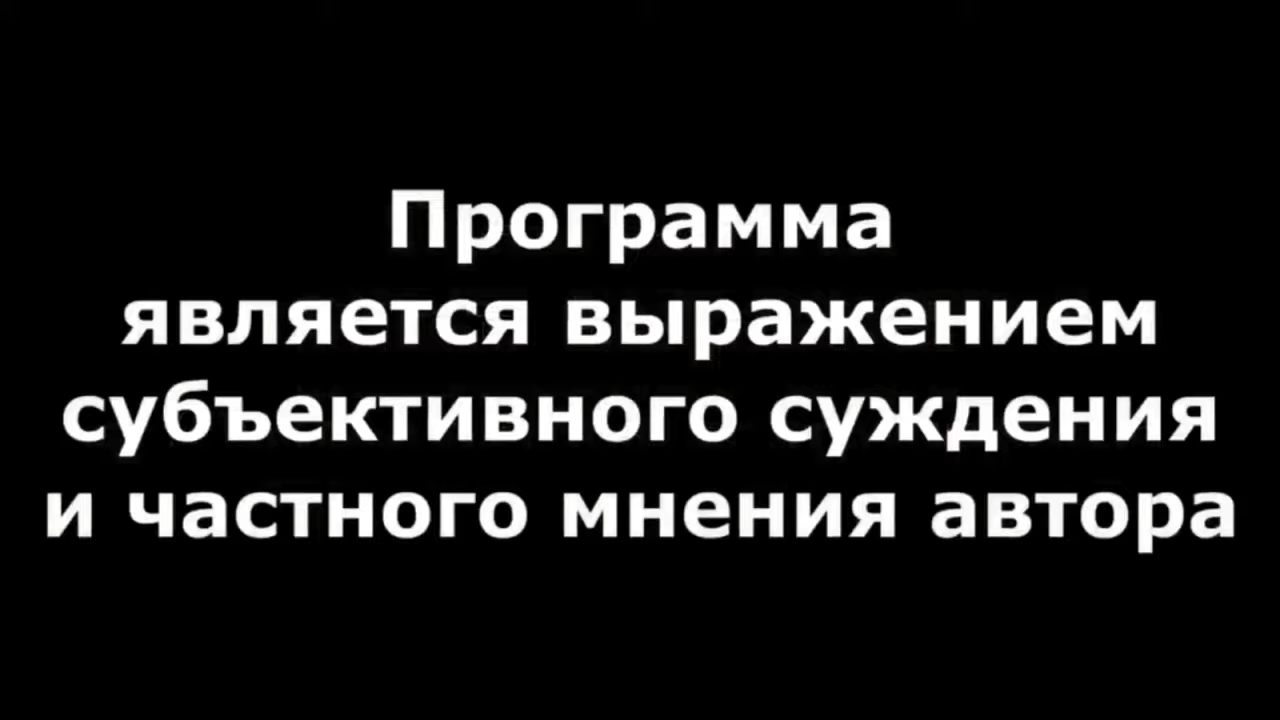 Программа
является выражением
субъективного суждения
и частного мнения автора